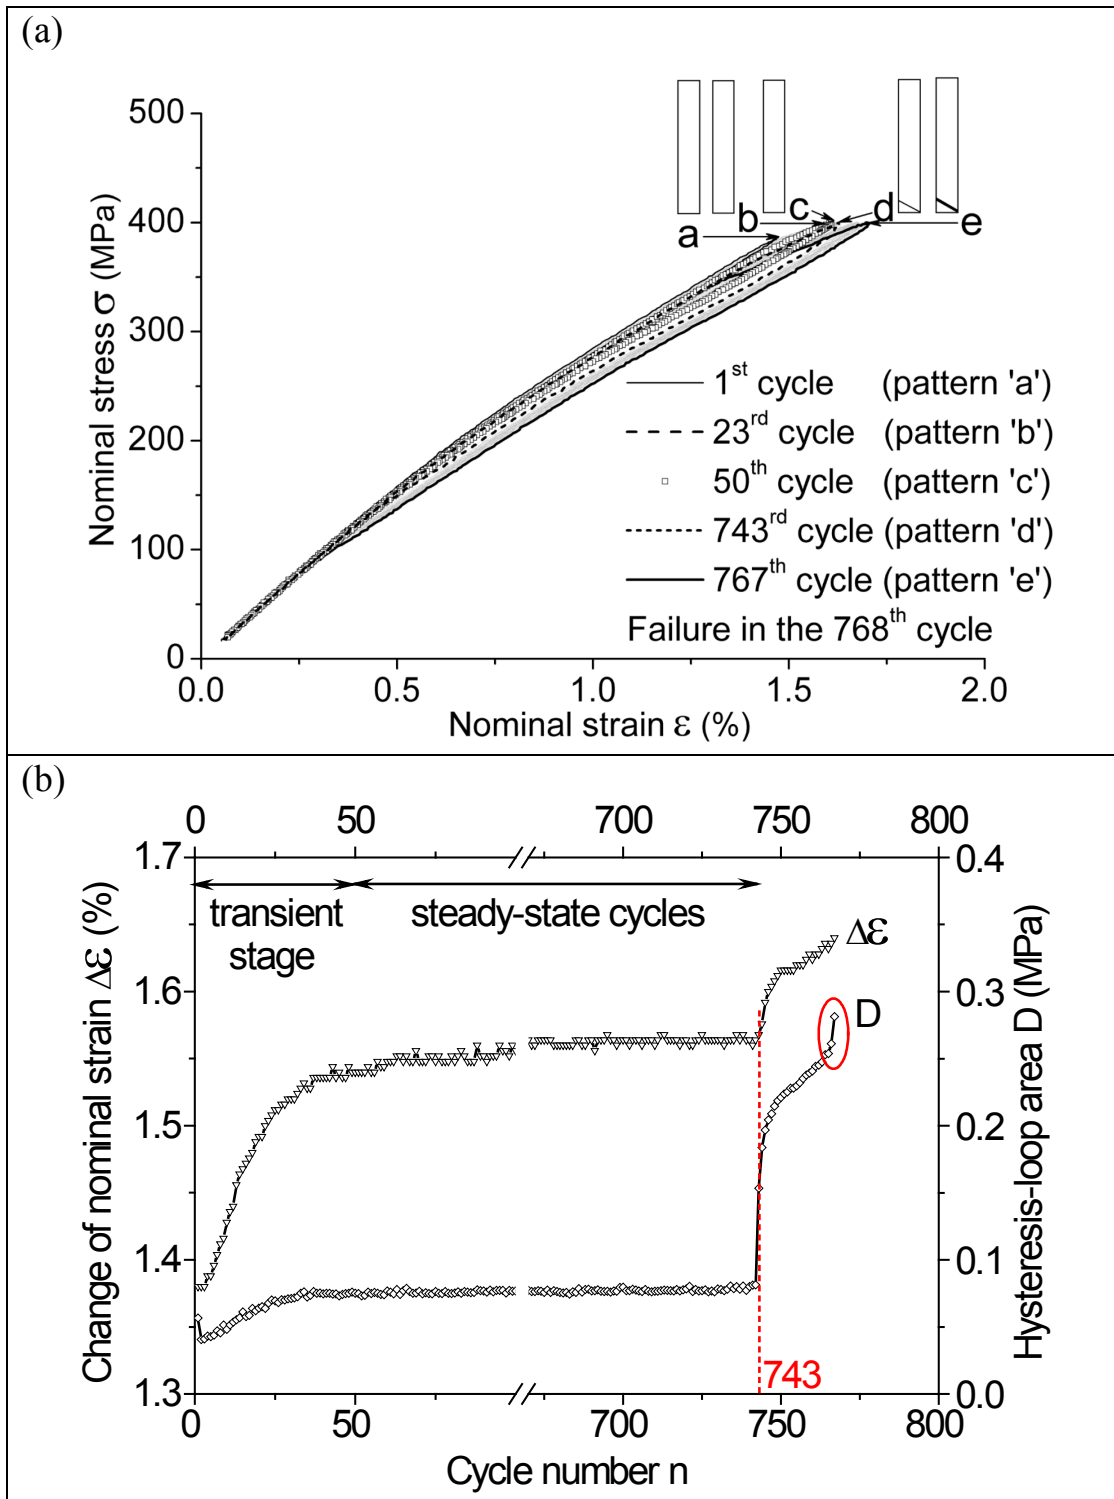 (a)
500
400
300
200
100
0
Nominal stress σ (MPa)
a
b
c
d
e
1st cycle (pattern 'a')
23rd cycle (pattern 'b')
50th cycle (pattern 'c')
743rd cycle (pattern 'd')
767th cycle (pattern 'e')
Failure in the 768th cycle
0.0 0.5 1.0 1.5 2.0
Nominal strain ε (%)
(b)
0 50 700 750 800
1.7
1.6
1.5
1.4
1.3
Change of nominal strain Δε (%)
transient
stage
steady-state cycles
Δε
D
743
0.4
0.3
0.2
0.1
0.0
Hysteresis-loop area D (MPa)
0 50 700 750 800
Cycle number n